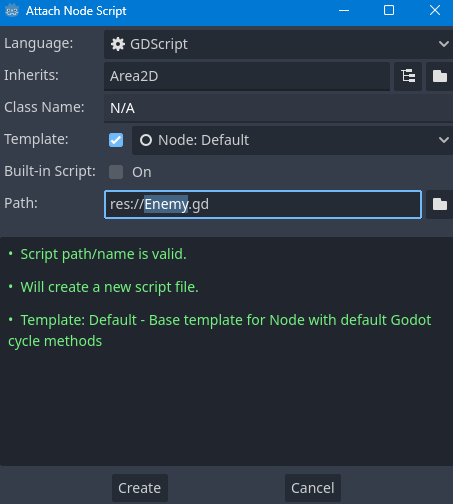 Attach Node Script
Language: GDScript
Inherits: Area2D
Class Name: N/A
Template: Node: Default
Built-in Script: On
Path: res://Enemy.gd
• Script path/name is valid.
• Will create a new script file.
• Template: Default - Base template for Node with default Godot
cycle methods
Create Cancel